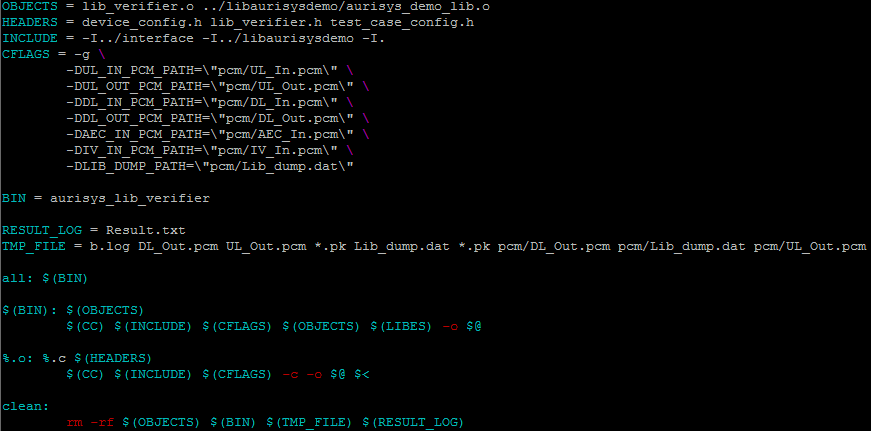 OBJECTS = lib_verifier.o ../libaurisysdemo/aurisys_demo_lib.o
HEADERS = device_config.h lib_verifier.h test_case_config.h
INCLUDE = -I../interface -I../libaurisysdemo -I.
CFLAGS = -g \
        -DUL_IN_PCM_PATH=\"pcm/UL_In.pcm\" \
        -DUL_OUT_PCM_PATH=\"pcm/UL_Out.pcm\" \
        -DDL_IN_PCM_PATH=\"pcm/DL_In.pcm\" \
        -DDL_OUT_PCM_PATH=\"pcm/DL_Out.pcm\" \
        -DAEC_IN_PCM_PATH=\"pcm/AEC_In.pcm\" \
        -DIV_IN_PCM_PATH=\"pcm/IV_In.pcm\" \
        -DLIB_DUMP_PATH=\"pcm/Lib_dump.dat\"

BIN = aurisys_lib_verifier

RESULT_LOG = Result.txt
TMP_FILE = b.log DL_Out.pcm UL_Out.pcm *.pk Lib_dump.dat *.pk pcm/DL_Out.pcm pcm/Lib_dump.dat pcm/UL_Out.pcm

all: $(BIN)

$(BIN): $(OBJECTS)
        $(CC) $(INCLUDE) $(CFLAGS) $(OBJECTS) $(LIBES) -o $@

%.o: %.c $(HEADERS)
        $(CC) $(INCLUDE) $(CFLAGS) -c -o $@ $<

clean:
        rm -rf $(OBJECTS) $(BIN) $(TMP_FILE) $(RESULT_LOG)